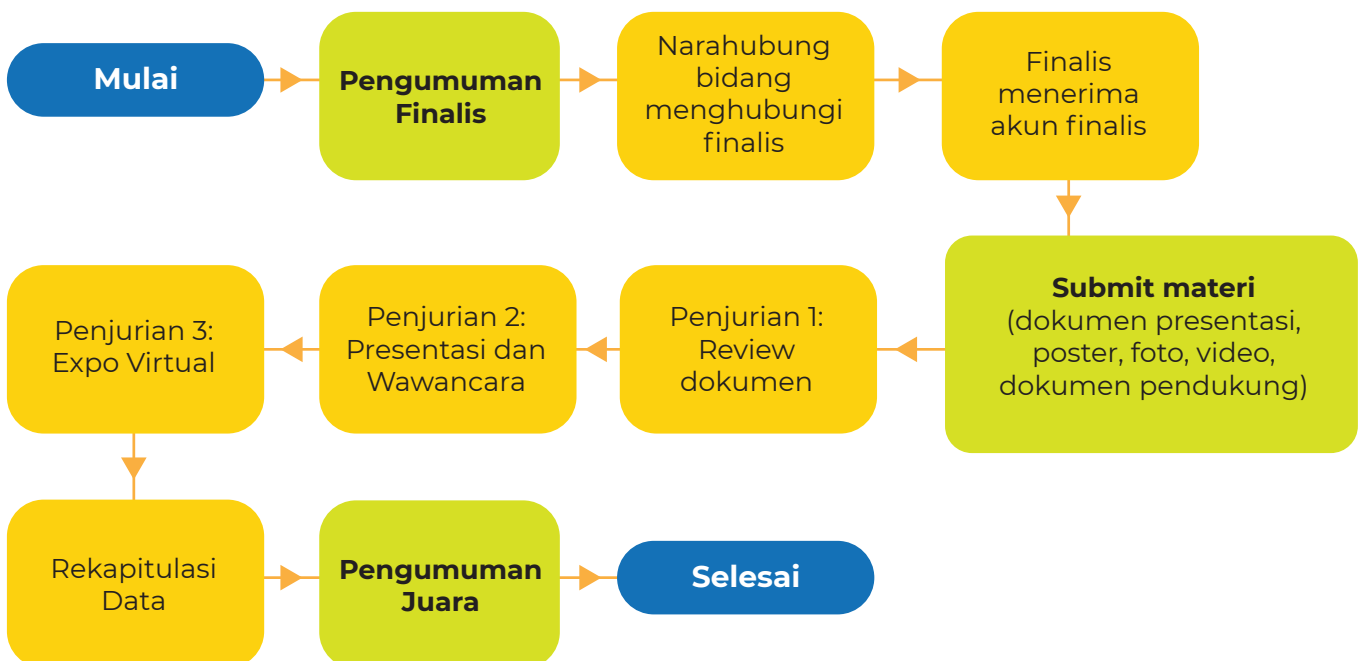 Mulai
Pengumuman
Finalis
Narahubung
bidang
menghubungi
finalis
Finalis
menerima
akun finalis
Submit materi
(dokumen presentasi,
poster, foto, video,
dokumen pendukung)
Penjurian 1:
Review
dokumen
Penjurian 2:
Presentasi dan
Wawancara
Penjurian 3:
Expo Virtual
Rekapitulasi
Data
Pengumuman
Juara
Selesai